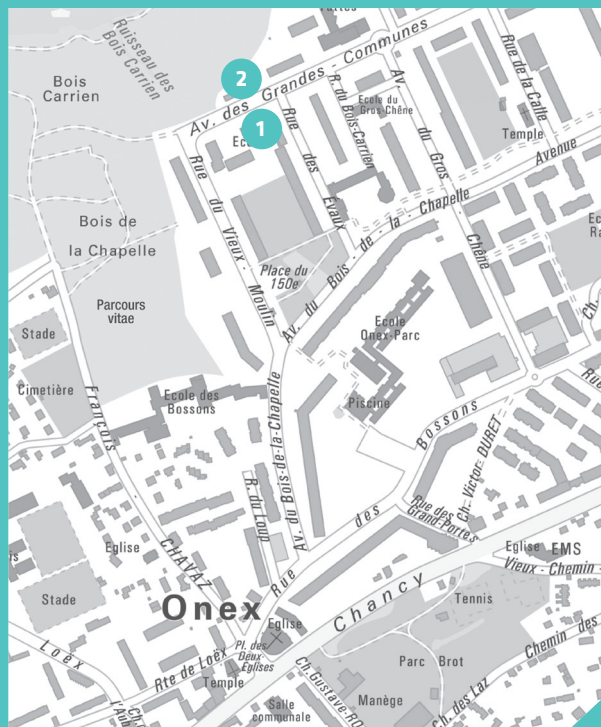 Ruisseau des
Bois Carrien
Bois
Carrien
2
Av. des Grandes - Communes
1
Rue des Évaux
R. du Bois-Carrien
Ecole du
Gros-Chêne
Av. du Gros Chêne
Rue de la Calle
Temple
Avenue
Bois de
la Chapelle
Rue du Vieux - Moulin
Place du
150e
Av. du Bois - de - la - Chapelle
Parcours
vitae
Stade
Cimetière
François CHAVAZ
Ecole des
Bossons
Ecole
Onex-Parc
Piscine
Av. du Bois-de-la-Chapelle
R. du Loup
Rue des Bossons
Ch. Victor DURET
Rue des
Grand-Portes
Ch.
Rue
Eglise
Stade
Onex
Eglise
Chancy
Eglise
EMS
Vieux - Chemin -
Tennis
Chemin des
Parc Brot
Manège
Ch. des Laz
Loëx
Rte de Loëx
Pl. des
Deux-
Eglises
Temple
Salle
communale